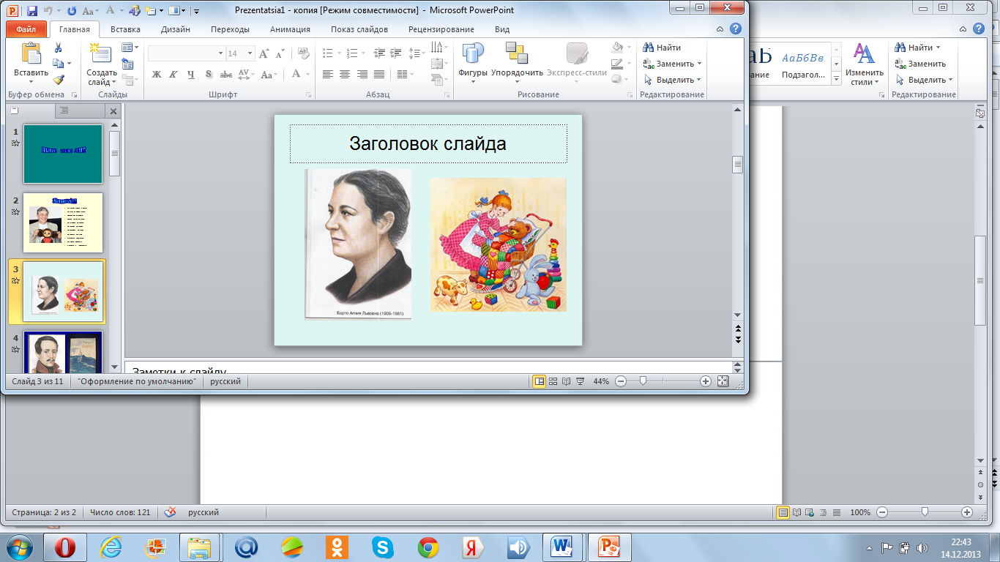 Prezentatsia1 - копия [Режим совместимости] - Microsoft PowerPoint
Файл Главная Вставка Дизайн Переходы Анимация Показ слайдов Рецензирование Вид
Вставить
Буфер обмена
Создать слайд
Слайды
14
Ж К Ч S abc AV Aa А
Шрифт
Абзац
Фигуры Упорядочить Экспресс-стили
Рисование
Найти
Заменить
Выделить
Редактирование
АаБбВв
Подзагол...
Изменить стили
Найти
Заменить
Выделить
Редактирование
1
2
3
4
Заголовок слайда
Барто Агния Львовна (1906-1981)
Заметки к слайду
Слайд 3 из 11 "Оформление по умолчанию" русский 44%
Страница: 2 из 2 Число слов: 121 русский 100%
22:43
14.12.2013